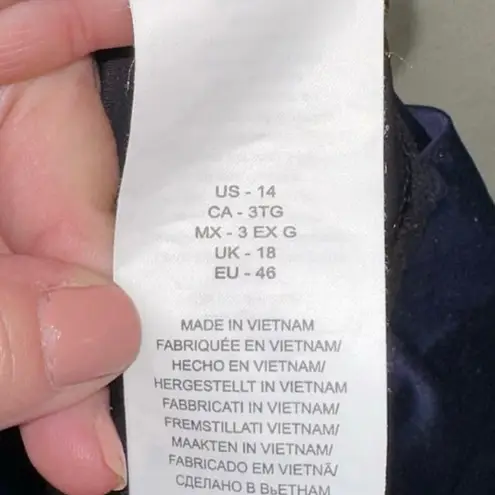 US - 14
CA - 3TG
MX - 3 EX G
UK - 18
EU - 46
MADE IN VIETNAM
FABRIQUÉE EN VIETNAM/
HECHO EN VIETNAM/
HERGESTELLT IN VIETNAM/
FABBRICATI IN VIETNAM/
FREMSTILLATI VIETNAM/
MAAKTEN IN VIETNAM/
FABRICADO EM VIETNÃ/
СДЕЛАНО В ВЬЕТНАМ